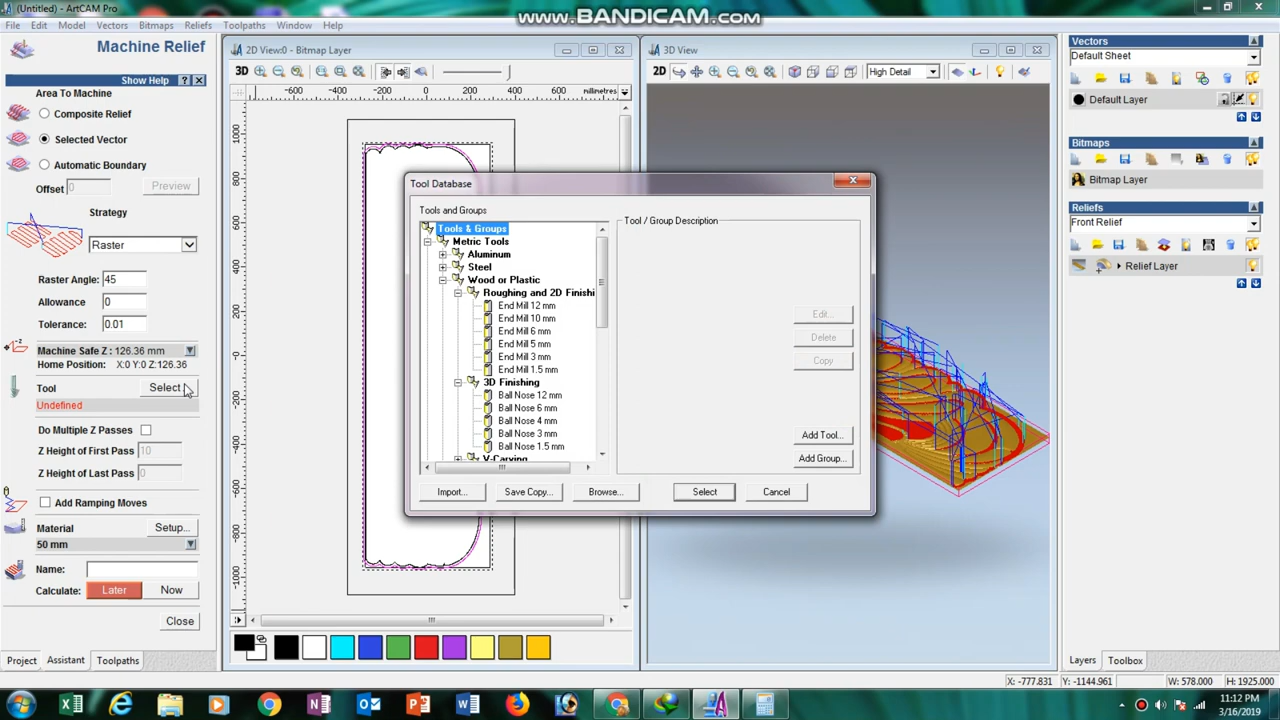 (Untitled) - ArtCAM Pro
www.BANDICAM.com
File Edit Model Vectors Bitmaps Reliefs Toolpaths Window Help
Machine Relief
Show Help ?
Area To Machine
Composite Relief
Selected Vector
Automatic Boundary
Offset 0 Preview
Strategy
Raster
Raster Angle: 45
Allowance 0
Tolerance: 0.01
Machine Safe Z : 126.36 mm
Home Position: X:0 Y:0 Z:126.36
Tool Select
Undefined
Do Multiple Z Passes
Z Height of First Pass 10
Z Height of Last Pass 0
Add Ramping Moves
Material Setup...
50 mm
Name:
Calculate: Later Now
Close
Project Assistant Toolpaths
2D View:0 - Bitmap Layer
3D
-600 -400 -200 0 200 400 600 millimetres
1000
800
600
400
200
-0
-200
-400
-600
-800
-1000
Tool Database
Tools and Groups
Tools & Groups
Metric Tools
Aluminum
Steel
Wood or Plastic
Roughing and 2D Finishi
End Mill 12 mm
End Mill 10 mm
End Mill 6 mm
End Mill 5 mm
End Mill 3 mm
End Mill 1.5 mm
3D Finishing
Ball Nose 12 mm
Ball Nose 6 mm
Ball Nose 4 mm
Ball Nose 3 mm
Ball Nose 1.5 mm
V-Carving
Tool / Group Description
Edit...
Delete
Copy
Add Tool...
Add Group...
Import... Save Copy... Browse... Select Cancel
3D View
2D High Detail
Vectors
Default Sheet
Default Layer
Bitmaps
Bitmap Layer
Reliefs
Front Relief
Relief Layer
Layers Toolbox
X: -777.831 Y: -1144.961 W: 578.000 H: 1925.000
11:12 PM
3/16/2019